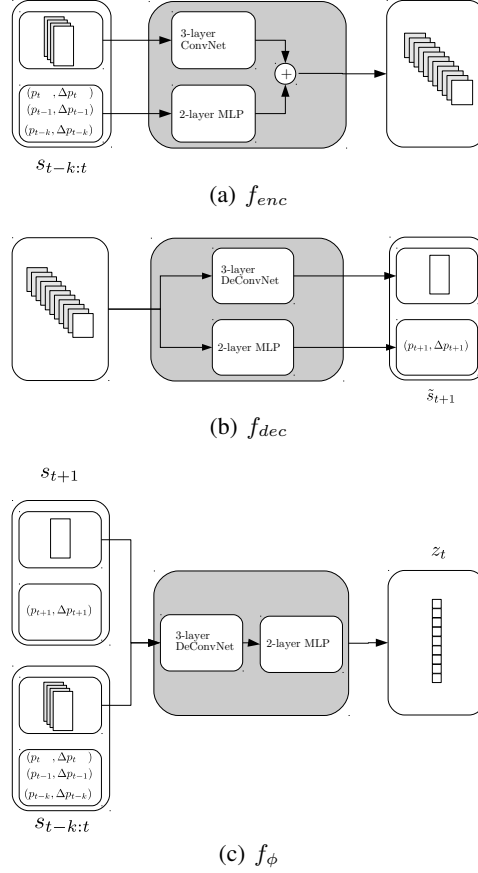 3-layer
ConvNet
(p_t , Δp_t )
(p_{t-1}, Δp_{t-1})
(p_{t-k}, Δp_{t-k})
+
2-layer MLP
s_{t-k:t}
(a) f_{enc}
3-layer
DeConvNet
2-layer MLP
(p_{t+1}, Δp_{t+1})
s̃_{t+1}
(b) f_{dec}
s_{t+1}
z_t
(p_{t+1}, Δp_{t+1})
3-layer
DeConvNet
2-layer MLP
(p_t , Δp_t )
(p_{t-1}, Δp_{t-1})
(p_{t-k}, Δp_{t-k})
s_{t-k:t}
(c) f_ϕ